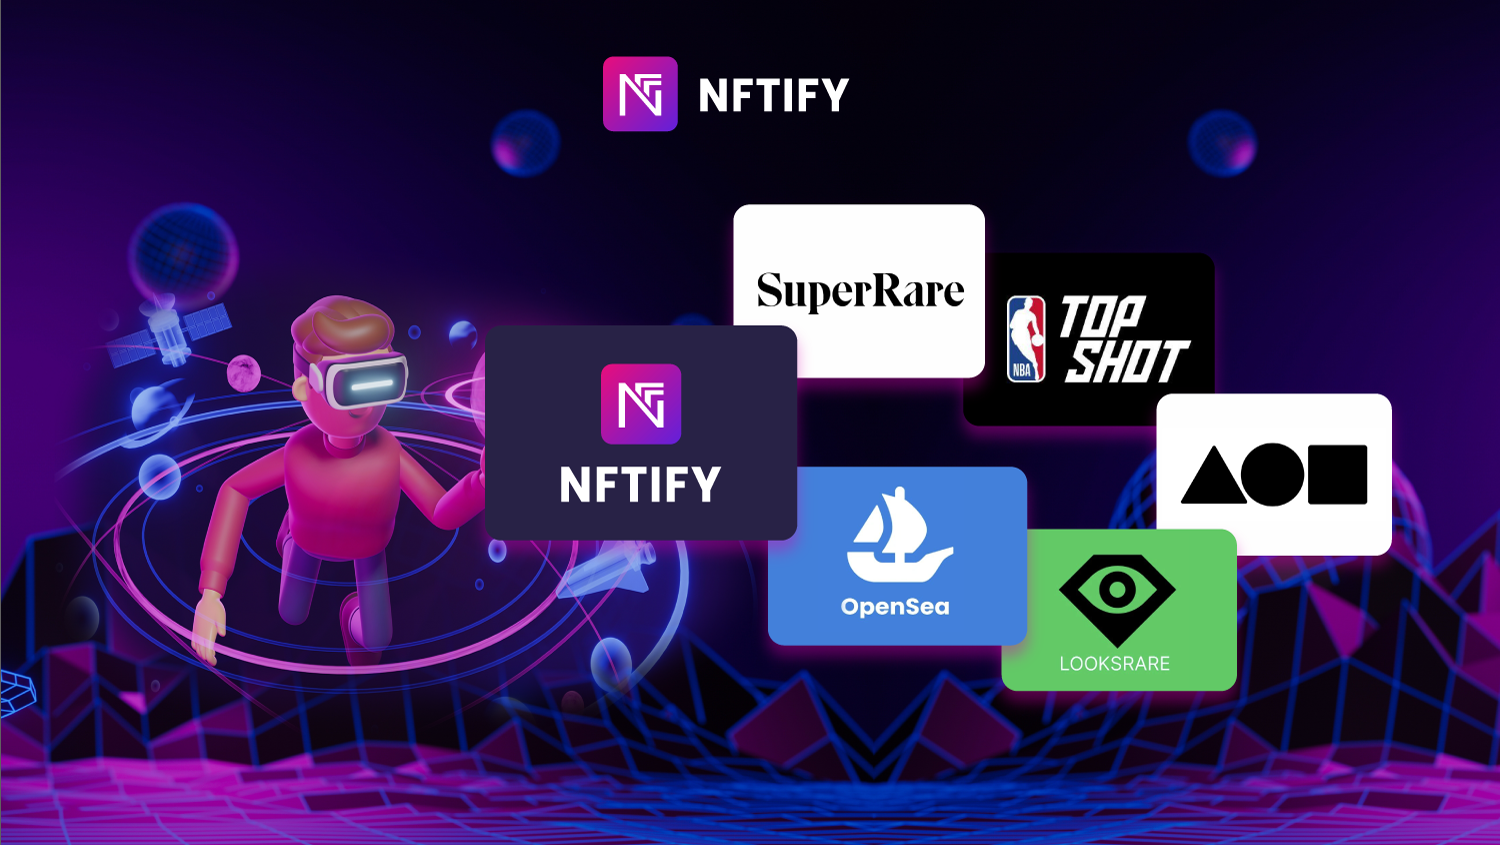 NFTIFY
SuperRare
NBA
TOP
SHOT
NFTIFY
OpenSea
LOOKSRARE